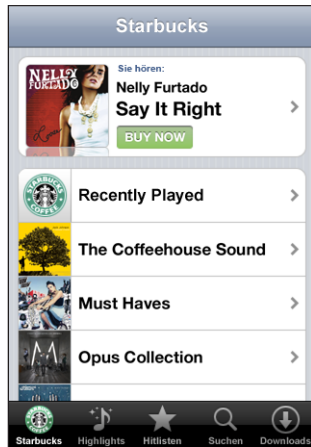 Starbucks
NELLY
FURTADO
Loose
Sie hören:
Nelly Furtado
Say It Right
BUY NOW
STARBUCKS
COFFEE
Recently Played
The Coffeehouse Sound
Must Haves
Opus Collection
Starbucks Highlights Hitlisten Suchen Downloads